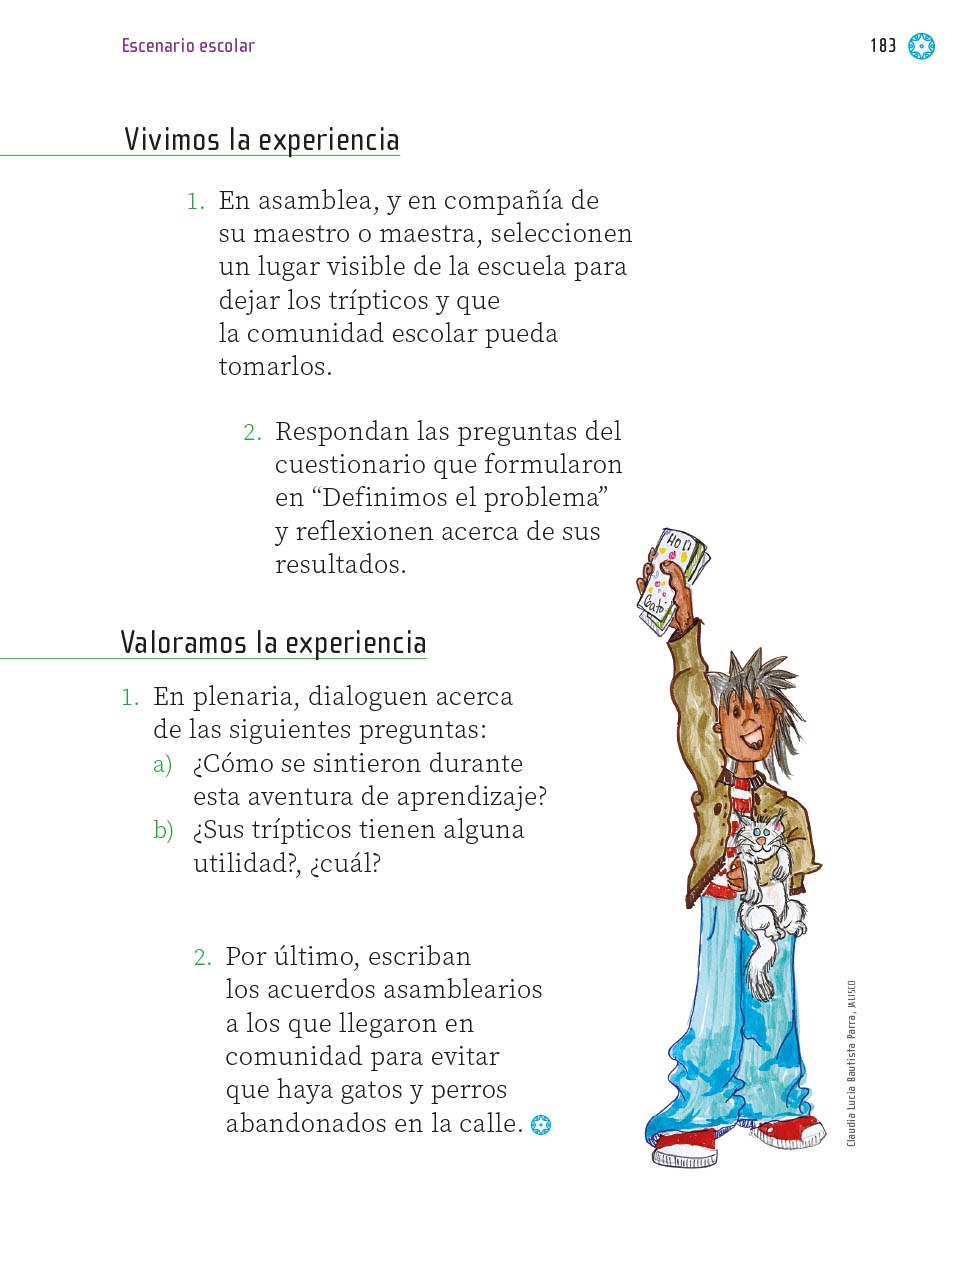 Escenario escolar
183
Vivimos la experiencia
1. En asamblea, y en compañía de
su maestro o maestra, seleccionen
un lugar visible de la escuela para
dejar los trípticos y que
la comunidad escolar pueda
tomarlos.
2. Respondan las preguntas del
cuestionario que formularon
en “Definimos el problema”
y reflexionen acerca de sus
resultados.
Valoramos la experiencia
1. En plenaria, dialoguen acerca
de las siguientes preguntas:
a) ¿Cómo se sintieron durante
esta aventura de aprendizaje?
b) ¿Sus trípticos tienen alguna
utilidad?, ¿cuál?
2. Por último, escriban
los acuerdos asamblearios
a los que llegaron en
comunidad para evitar
que haya gatos y perros
abandonados en la calle.
Gato
Claudia Lucia Bautista Parra, JALISCO